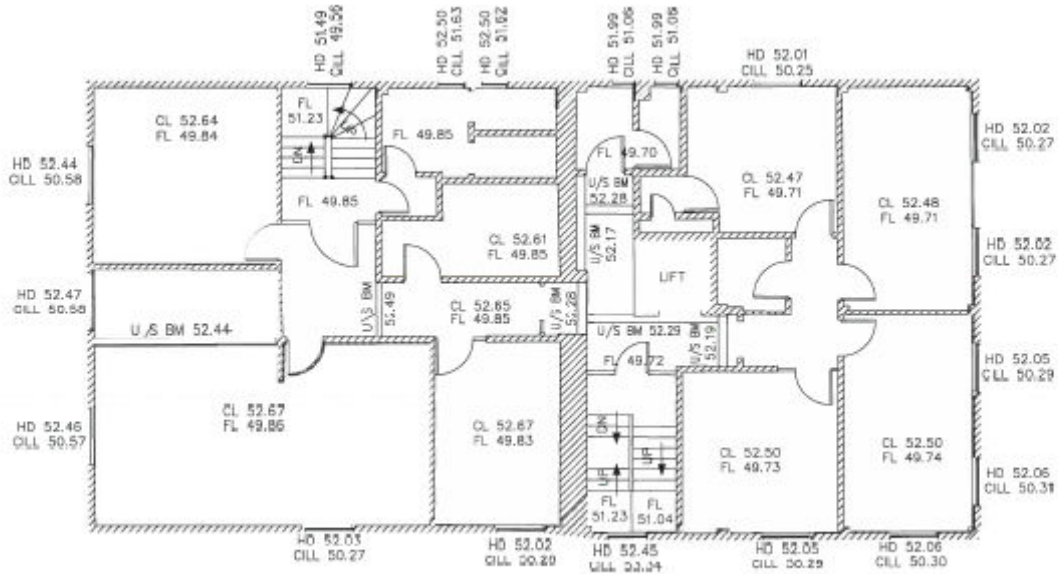 HD 51.49
CILL 49.56
HD 52.50
CILL 51.63
HD 52.50
CILL 51.62
HD 51.99
CILL 51.06
HD 51.99
CILL 51.06
HD 52.01
CILL 50.25
CL 52.64
FL 49.84
FL
51.23
UP
DN
FL 49.85
FL 49.85
FL 49.70
U/S BM
52.28
CL 52.47
FL 49.71
CL 52.48
FL 49.71
HD 52.02
CILL 50.27
HD 52.44
CILL 50.58
CL 52.61
FL 49.85
U/S BM
52.17
LIFT
HD 52.02
CILL 50.27
HD 52.47
CILL 50.58
U/S BM 52.44
U\S BM
52.49
CL 52.65
FL 49.85
U/S BM
52.28
U/S BM 52.29
FL 49.72
U/S BM
52.19
HD 52.05
CILL 50.29
HD 52.46
CILL 50.57
CL 52.67
FL 49.86
CL 52.67
FL 49.83
DN
UP
UP
FL
51.23
FL
51.04
CL 52.50
FL 49.73
CL 52.50
FL 49.74
HD 52.06
CILL 50.31
HD 52.03
CILL 50.27
HD 52.02
CILL
HD 52.45
CILL
HD 52.05
CILL 50.29
HD 52.06
CILL 50.30